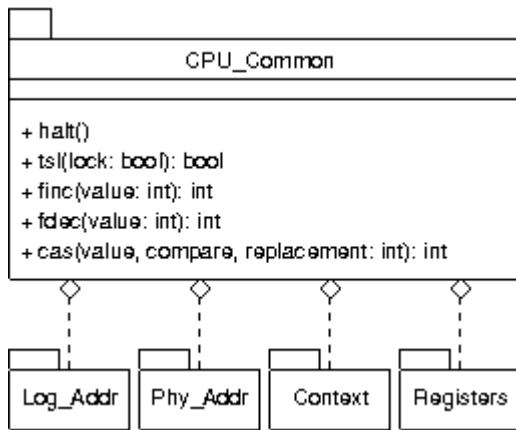 CPU_Common
+ halt()
+ tsl(lock: bool): bool
+ finc(value: int): int
+ fdec(value: int): int
+ cas(value, compare, replacement: int): int
Log_Addr Phy_Addr Context Registers